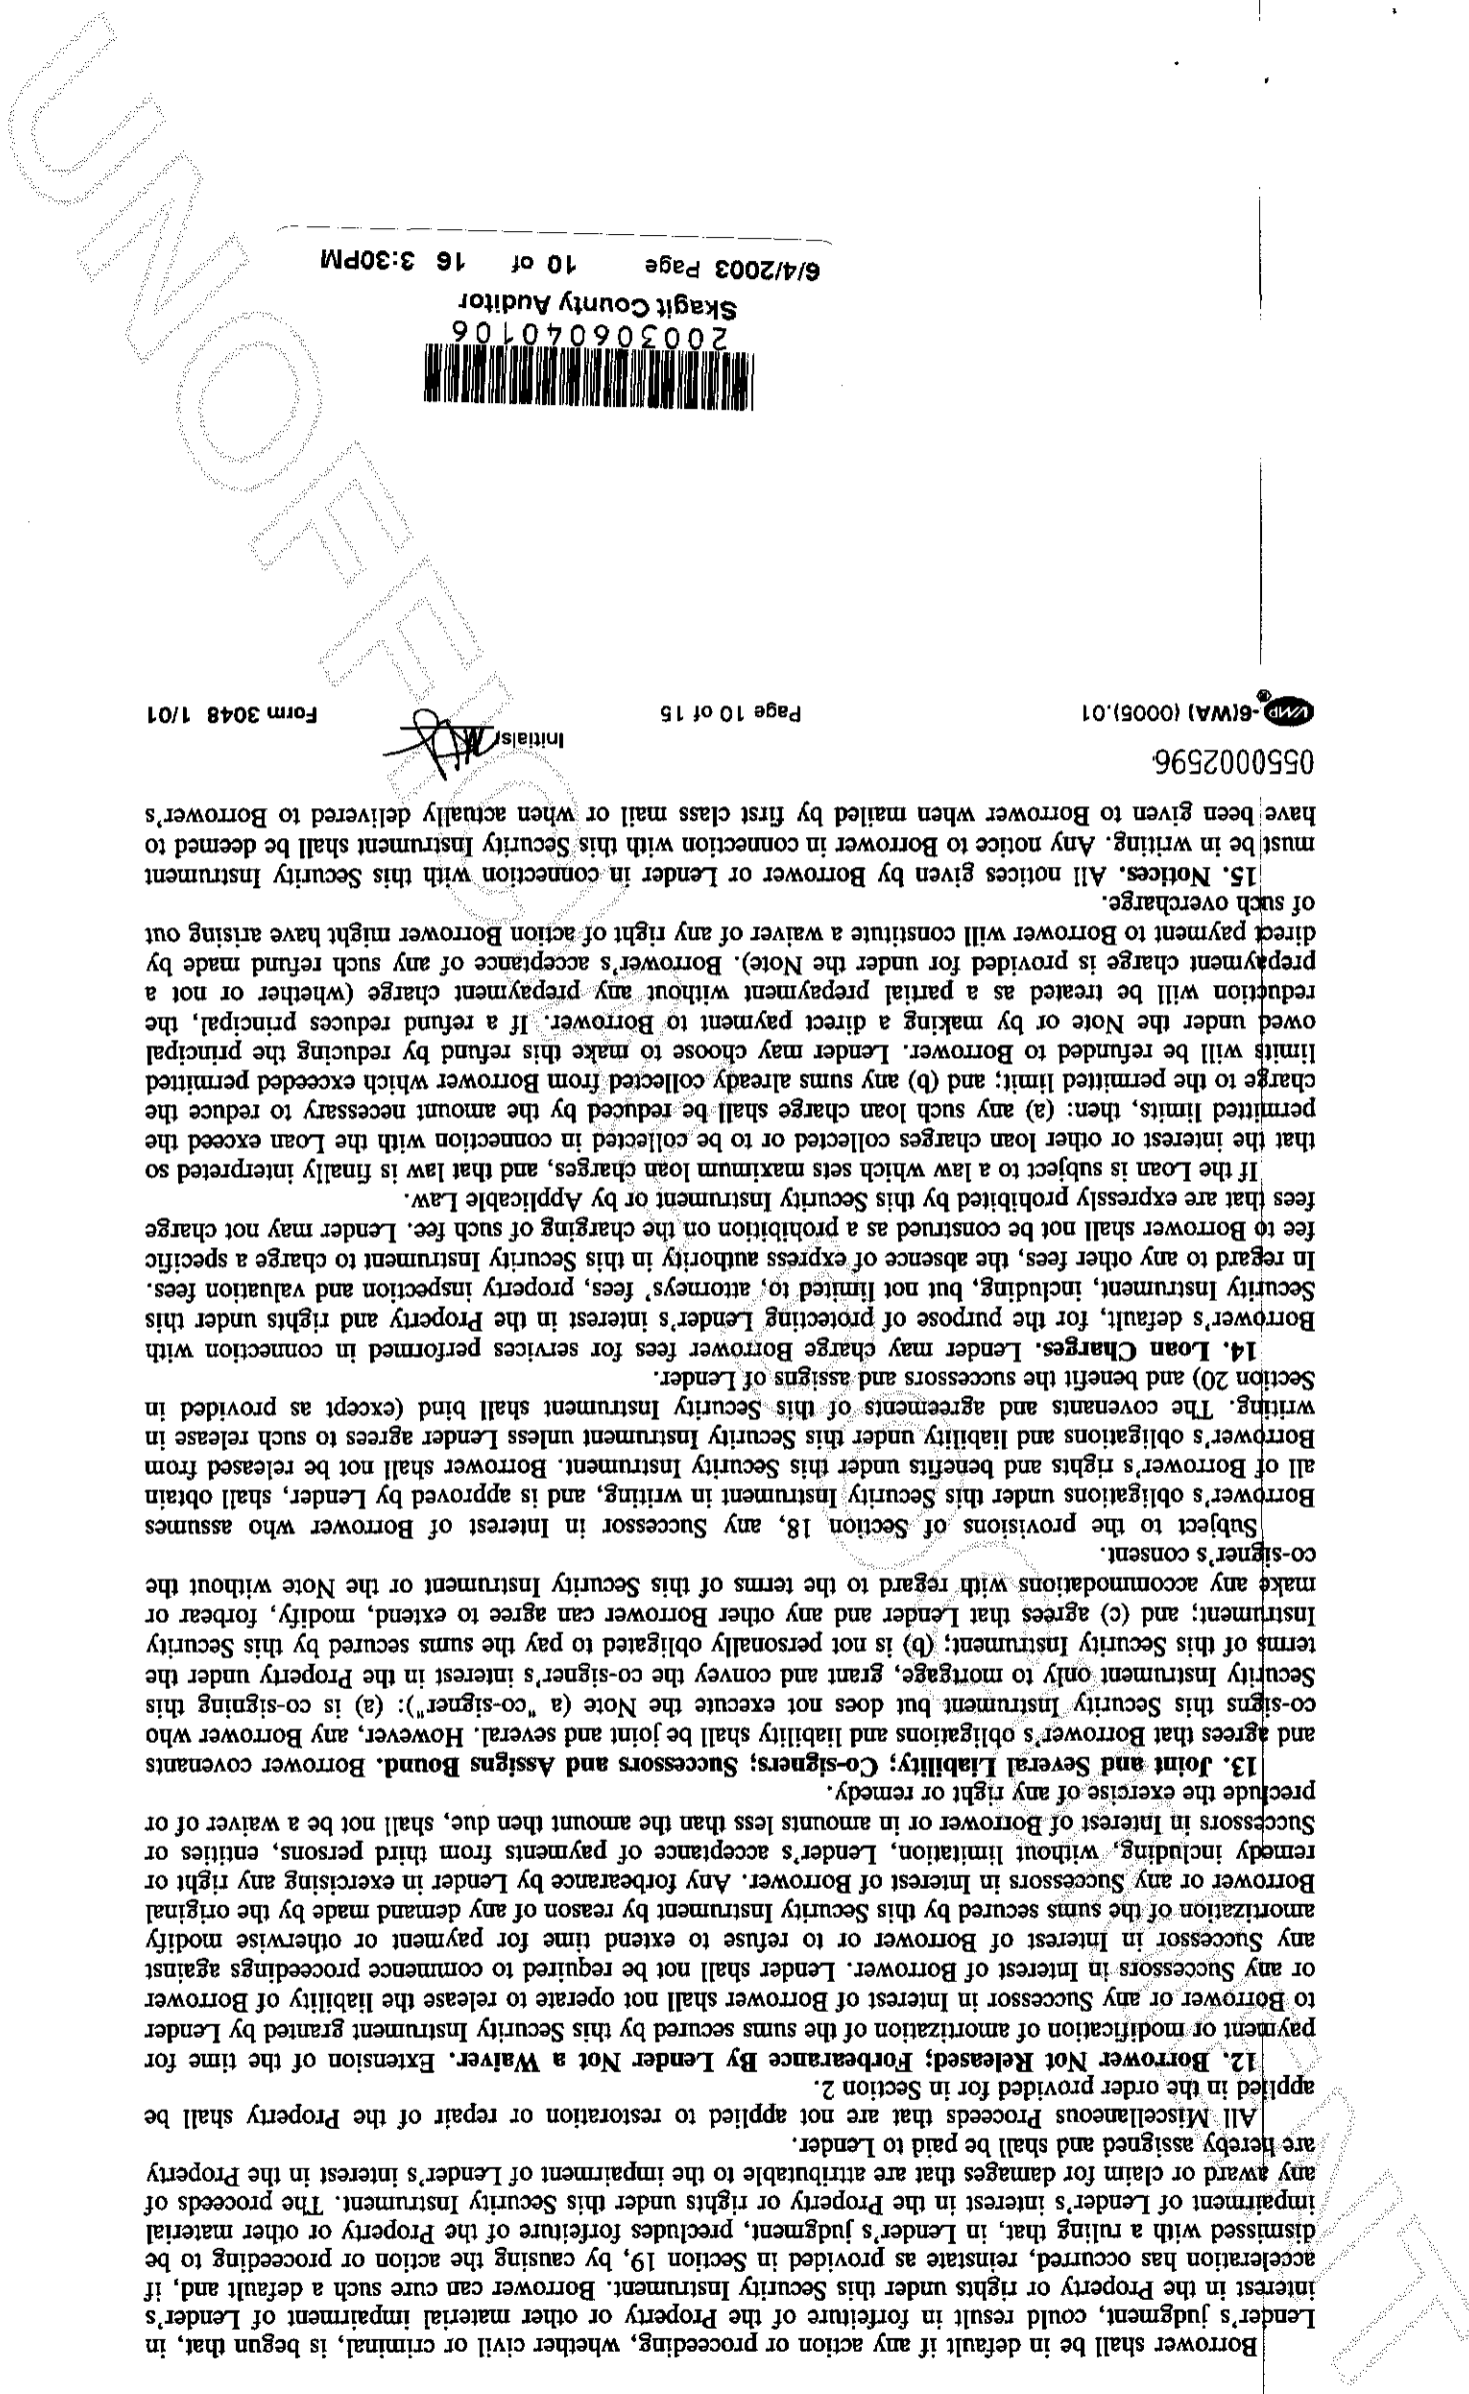 Borrower shall be in default if any action or proceeding, whether civil or criminal, is begun that, in
Lender's judgment, could result in forfeiture of the Property or other material impairment of Lender's
interest in the Property or rights under this Security Instrument. Borrower can cure such a default and, if
acceleration has occurred, reinstate as provided in Section 19, by causing the action or proceeding to be
dismissed with a ruling that, in Lender's judgment, precludes forfeiture of the Property or other material
impairment of Lender's interest in the Property or rights under this Security Instrument. The proceeds of
any award or claim for damages that are attributable to the impairment of Lender's interest in the Property
are hereby assigned and shall be paid to Lender.
All Miscellaneous Proceeds that are not applied to restoration or repair of the Property shall be
applied in the order provided for in Section 2.
12. Borrower Not Released; Forbearance By Lender Not a Waiver. Extension of the time for
payment or modification of amortization of the sums secured by this Security Instrument granted by Lender
to Borrower or any Successor in Interest of Borrower shall not operate to release the liability of Borrower
or any Successors in Interest of Borrower. Lender shall not be required to commence proceedings against
any Successor in Interest of Borrower or to refuse to extend time for payment or otherwise modify
amortization of the sums secured by this Security Instrument by reason of any demand made by the original
Borrower or any Successors in Interest of Borrower. Any forbearance by Lender in exercising any right or
remedy including, without limitation, Lender's acceptance of payments from third persons, entities or
Successors in Interest of Borrower or in amounts less than the amount then due, shall not be a waiver of or
preclude the exercise of any right or remedy.
13. Joint and Several Liability; Co-signers; Successors and Assigns Bound. Borrower covenants
and agrees that Borrower's obligations and liability shall be joint and several. However, any Borrower who
co-signs this Security Instrument but does not execute the Note (a "co-signer"): (a) is co-signing this
Security Instrument only to mortgage, grant and convey the co-signer's interest in the Property under the
terms of this Security Instrument; (b) is not personally obligated to pay the sums secured by this Security
Instrument; and (c) agrees that Lender and any other Borrower can agree to extend, modify, forbear or
make any accommodations with regard to the terms of this Security Instrument or the Note without the
co-signer's consent.
Subject to the provisions of Section 18, any Successor in Interest of Borrower who assumes
Borrower's obligations under this Security Instrument in writing, and is approved by Lender, shall obtain
all of Borrower's rights and benefits under this Security Instrument. Borrower shall not be released from
Borrower's obligations and liability under this Security Instrument unless Lender agrees to such release in
writing. The covenants and agreements of this Security Instrument shall bind (except as provided in
Section 20) and benefit the successors and assigns of Lender.
14. Loan Charges. Lender may charge Borrower fees for services performed in connection with
Borrower's default, for the purpose of protecting Lender's interest in the Property and rights under this
Security Instrument, including, but not limited to, attorneys' fees, property inspection and valuation fees.
In regard to any other fees, the absence of express authority in this Security Instrument to charge a specific
fee to Borrower shall not be construed as a prohibition on the charging of such fee. Lender may not charge
fees that are expressly prohibited by this Security Instrument or by Applicable Law.
If the Loan is subject to a law which sets maximum loan charges, and that law is finally interpreted so
that the interest or other loan charges collected or to be collected in connection with the Loan exceed the
permitted limits, then: (a) any such loan charge shall be reduced by the amount necessary to reduce the
charge to the permitted limit; and (b) any sums already collected from Borrower which exceeded permitted
limits will be refunded to Borrower. Lender may choose to make this refund by reducing the principal
owed under the Note or by making a direct payment to Borrower. If a refund reduces principal, the
reduction will be treated as a partial prepayment without any prepayment charge (whether or not a
prepayment charge is provided for under the Note). Borrower's acceptance of any such refund made by
direct payment to Borrower will constitute a waiver of any right of action Borrower might have arising out
of such overcharge.
15. Notices. All notices given by Borrower or Lender in connection with this Security Instrument
must be in writing. Any notice to Borrower in connection with this Security Instrument shall be deemed to
have been given to Borrower when mailed by first class mail or when actually delivered to Borrower's
0550002596
VMP®-6(WA) (0005).01 Page 10 of 15 Initials: Form 3048 1/01
200306040106
Skagit County Auditor
6/4/2003 Page 10 of 16 3:30PM
UNOFFICIAL DOCUMENT